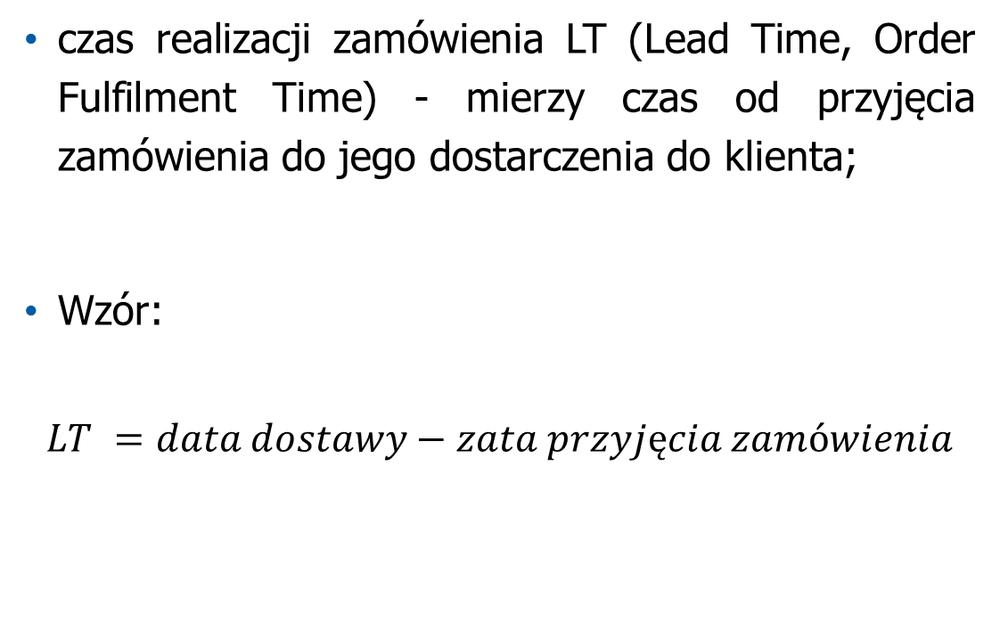 • czas realizacji zamówienia LT (Lead Time, Order
Fulfilment Time) - mierzy czas od przyjęcia
zamówienia do jego dostarczenia do klienta;
• Wzór:
LT = data dostawy − zata przyjęcia zamówienia